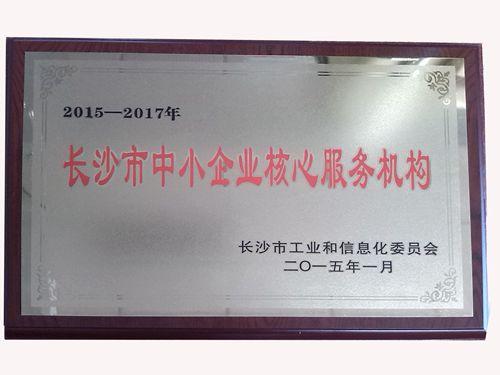 2015—2017年
长沙市中小企业核心服务机构
长沙市工业和信息化委员会
二〇一五年一月